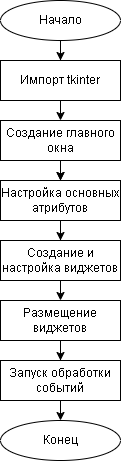 Начало
Импорт tkinter
Создание главного
окна
Настройка основных
атрибутов
Создание и
настройка виджетов
Размещение
виджетов
Запуск обработки
событий
Конец